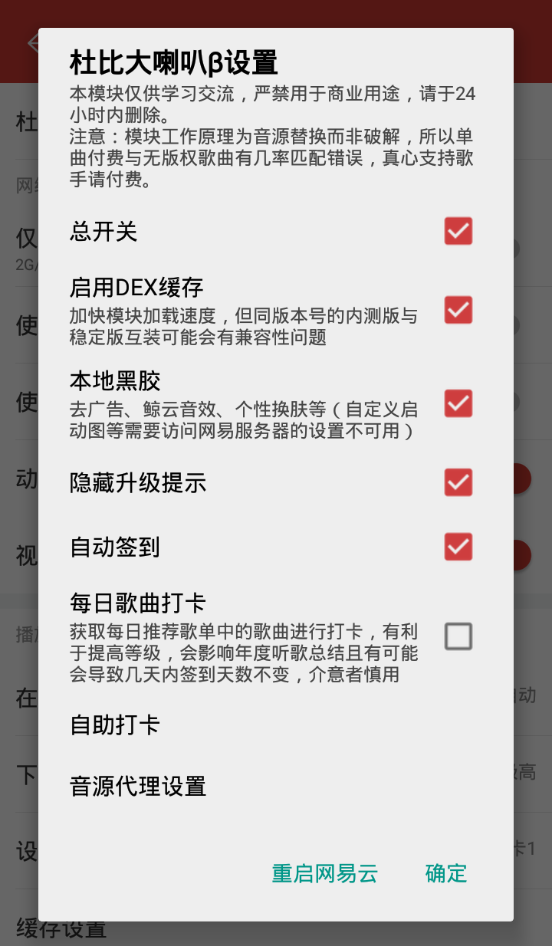 杜比大喇叭β设置
本模块仅供学习交流，严禁用于商业用途，请于24
小时内删除。
注意：模块工作原理为音源替换而非破解，所以单
曲付费与无版权歌曲有几率匹配错误，真心支持歌
手请付费。
总开关
启用DEX缓存
加快模块加载速度，但同版本号的内测版与
稳定版互装可能会有兼容性问题
本地黑胶
去广告、鲸云音效、个性换肤等（自定义启
动图等需要访问网易服务器的设置不可用）
隐藏升级提示
自动签到
每日歌曲打卡
获取每日推荐歌单中的歌曲进行打卡，有利
于提高等级，会影响年度听歌总结且有可能
会导致几天内签到天数不变，介意者慎用
自助打卡
音源代理设置
重启网易云
确定
杜
网
仅
2G/
使
使
动
视
播
在
动
下
高
设
卡1
缓存设置